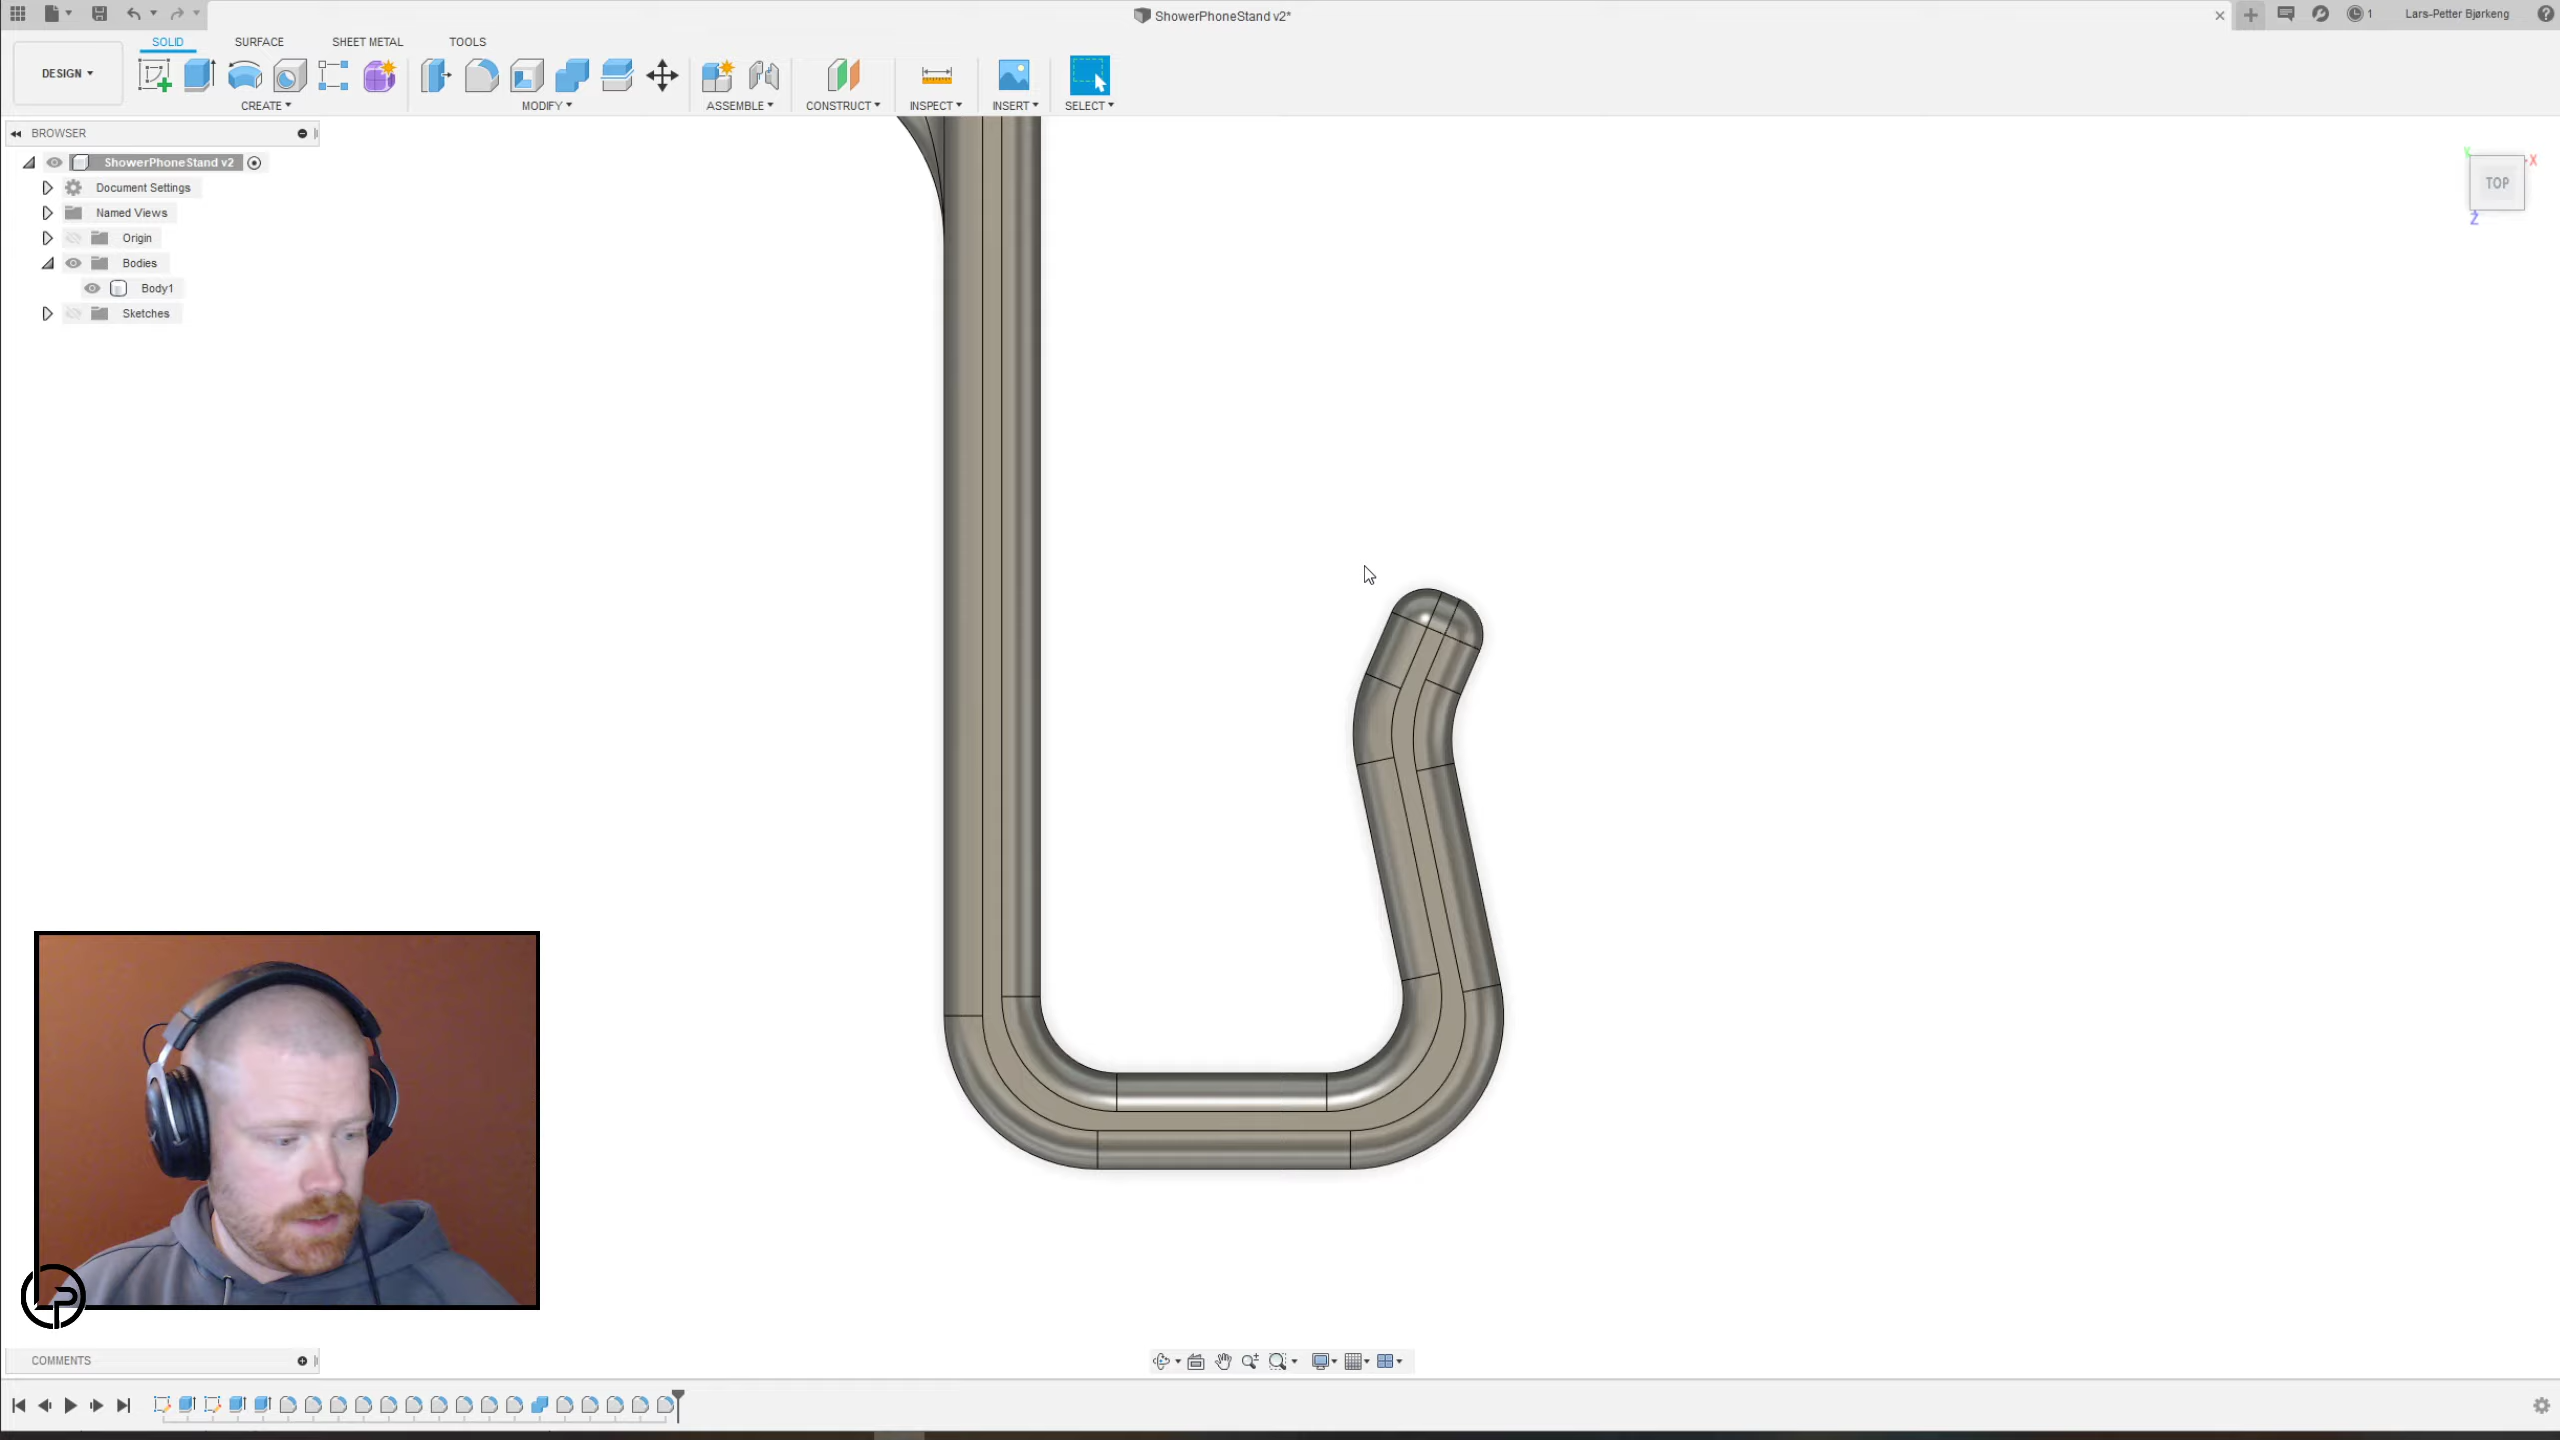 ShowerPhoneStand v2*
1
Lars-Petter Bjørkeng
SOLID
SURFACE
SHEET METAL
TOOLS
DESIGN
CREATE
MODIFY
ASSEMBLE
CONSTRUCT
INSPECT
INSERT
SELECT
BROWSER
ShowerPhoneStand v2
Document Settings
Named Views
Origin
Bodies
Body1
Sketches
Y
X
TOP
Z
COMMENTS